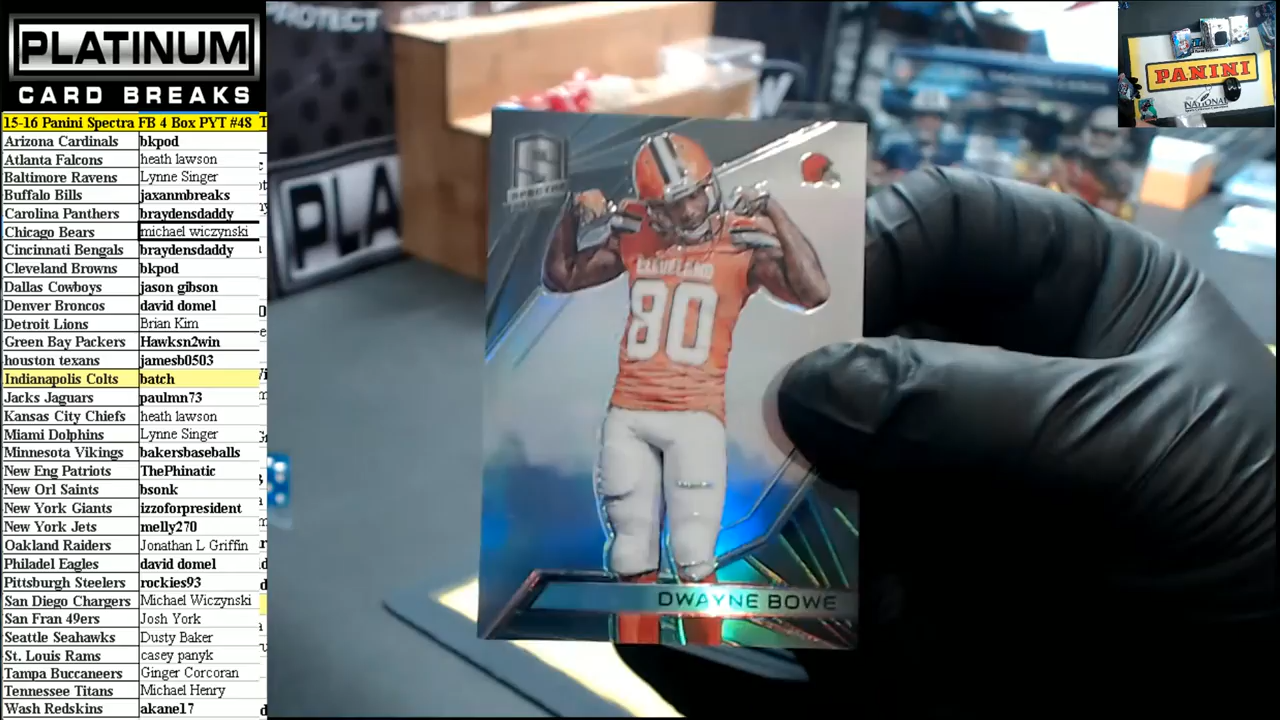 PLATINUM
CARD BREAKS
15-16 Panini Spectra FB 4 Box PYT #48
Arizona Cardinals bkpod
Atlanta Falcons heath lawson
Baltimore Ravens Lynne Singer
Buffalo Bills jaxanmbreaks
Carolina Panthers braydensdaddy
Chicago Bears michael wiczynski
Cincinnati Bengals braydensdaddy
Cleveland Browns bkpod
Dallas Cowboys jason gibson
Denver Broncos david domel
Detroit Lions Brian Kim
Green Bay Packers Hawksn2win
houston texans jamesb0503
Indianapolis Colts batch
Jacks Jaguars paulmn73
Kansas City Chiefs heath lawson
Miami Dolphins Lynne Singer
Minnesota Vikings bakersbaseballs
New Eng Patriots ThePhinatic
New Orl Saints bsonk
New York Giants izzoforpresident
New York Jets melly270
Oakland Raiders Jonathan L Griffin
Philadel Eagles david domel
Pittsburgh Steelers rockies93
San Diego Chargers Michael Wiczynski
San Fran 49ers Josh York
Seattle Seahawks Dusty Baker
St. Louis Rams casey panyk
Tampa Buccaneers Ginger Corcoran
Tennessee Titans Michael Henry
Wash Redskins akane17
PROTECT
PLA
S
SPECTRA
CLEVELAND
80
DWAYNE BOWE
PANINI
NATIONAL